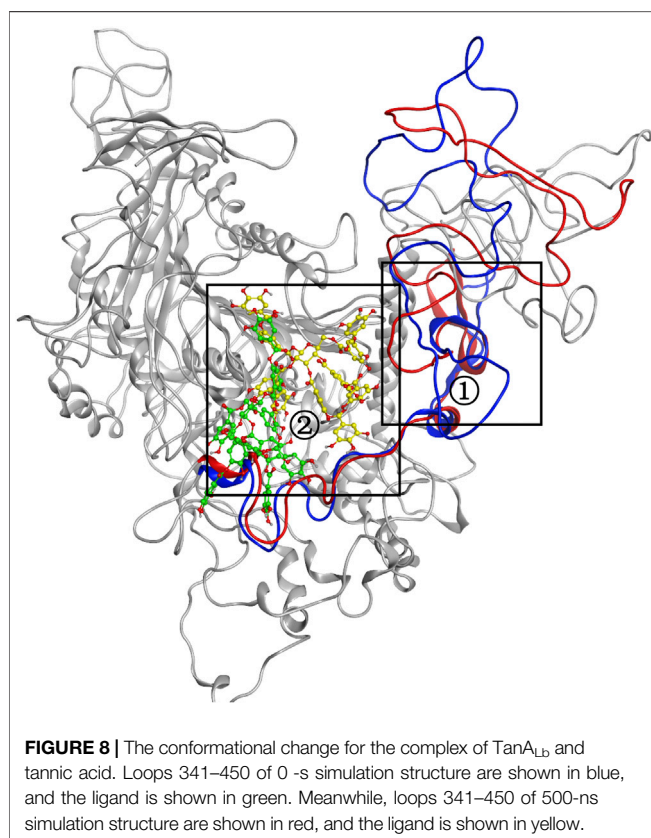 ①
②
FIGURE 8 | The conformational change for the complex of TanA_Lb and
tannic acid. Loops 341–450 of 0 -s simulation structure are shown in blue,
and the ligand is shown in green. Meanwhile, loops 341–450 of 500-ns
simulation structure are shown in red, and the ligand is shown in yellow.